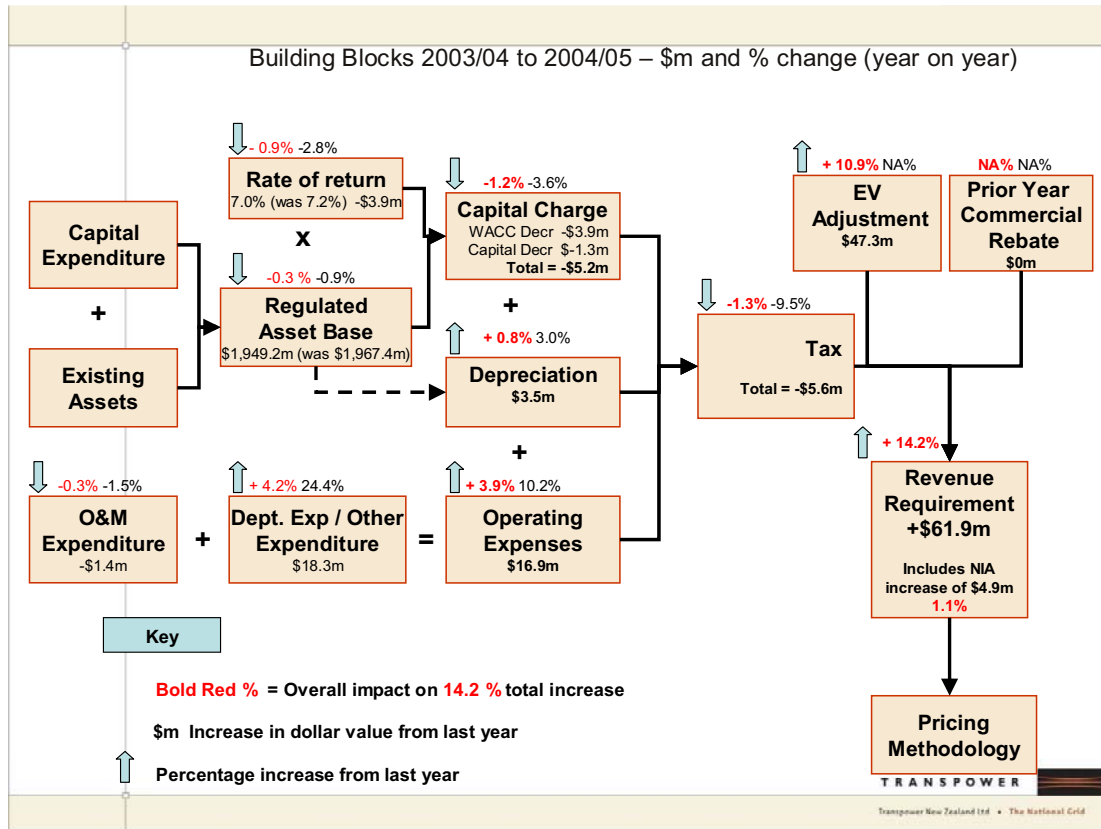 Building Blocks 2003/04 to 2004/05 – $m and % change (year on year)
- 0.9% -2.8%
Rate of return
7.0% (was 7.2%) -$3.9m
x
-1.2% -3.6%
Capital Charge
WACC Decr -$3.9m
Capital Decr $-1.3m
Total = -$5.2m
+ 10.9% NA%
EV
Adjustment
$47.3m
NA% NA%
Prior Year
Commercial
Rebate
$0m
Capital
Expenditure
+
Existing
Assets
-0.3 % -0.9%
Regulated
Asset Base
$1,949.2m (was $1,967.4m)
+
+ 0.8% 3.0%
Depreciation
$3.5m
+
-1.3% -9.5%
Tax
Total = -$5.6m
-0.3% -1.5%
O&M
Expenditure
-$1.4m
+
+ 4.2% 24.4%
Dept. Exp / Other
Expenditure
$18.3m
=
+ 3.9% 10.2%
Operating
Expenses
$16.9m
+ 14.2%
Revenue
Requirement
+$61.9m
Includes NIA
increase of $4.9m
1.1%
Pricing
Methodology
Key
Bold Red % = Overall impact on 14.2 % total increase
$m Increase in dollar value from last year
Percentage increase from last year
TRANSPOWER
Transpower New Zealand Ltd • The National Grid